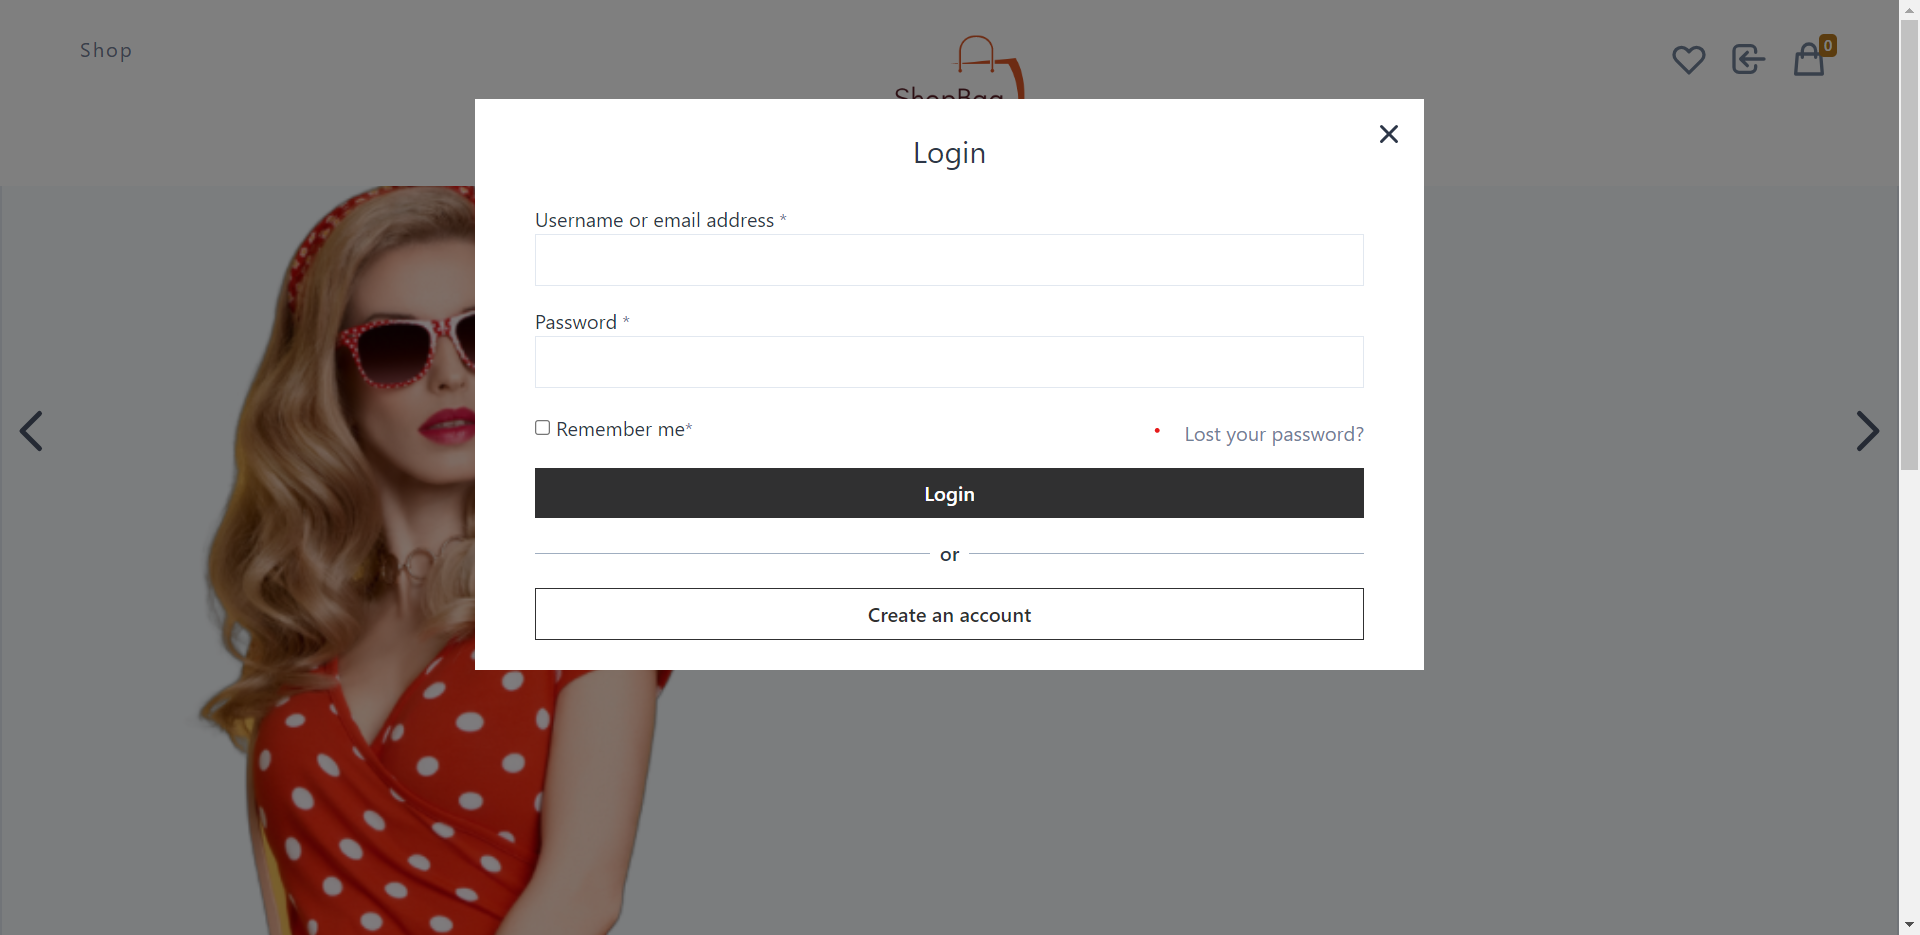 Shop
0
ShopBag
Login
Username or email address *
Password *
Remember me*
Lost your password?
Login
or
Create an account